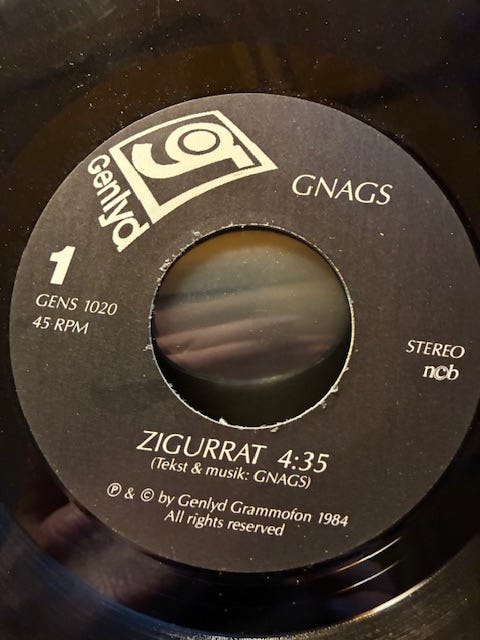 Genlyd
g
GNAGS
1
GENS 1020
45 RPM
STEREO
ncb
ZIGURRAT 4:35
(Tekst & musik: GNAGS)
℗ & © by Genlyd Grammofon 1984
All rights reserved